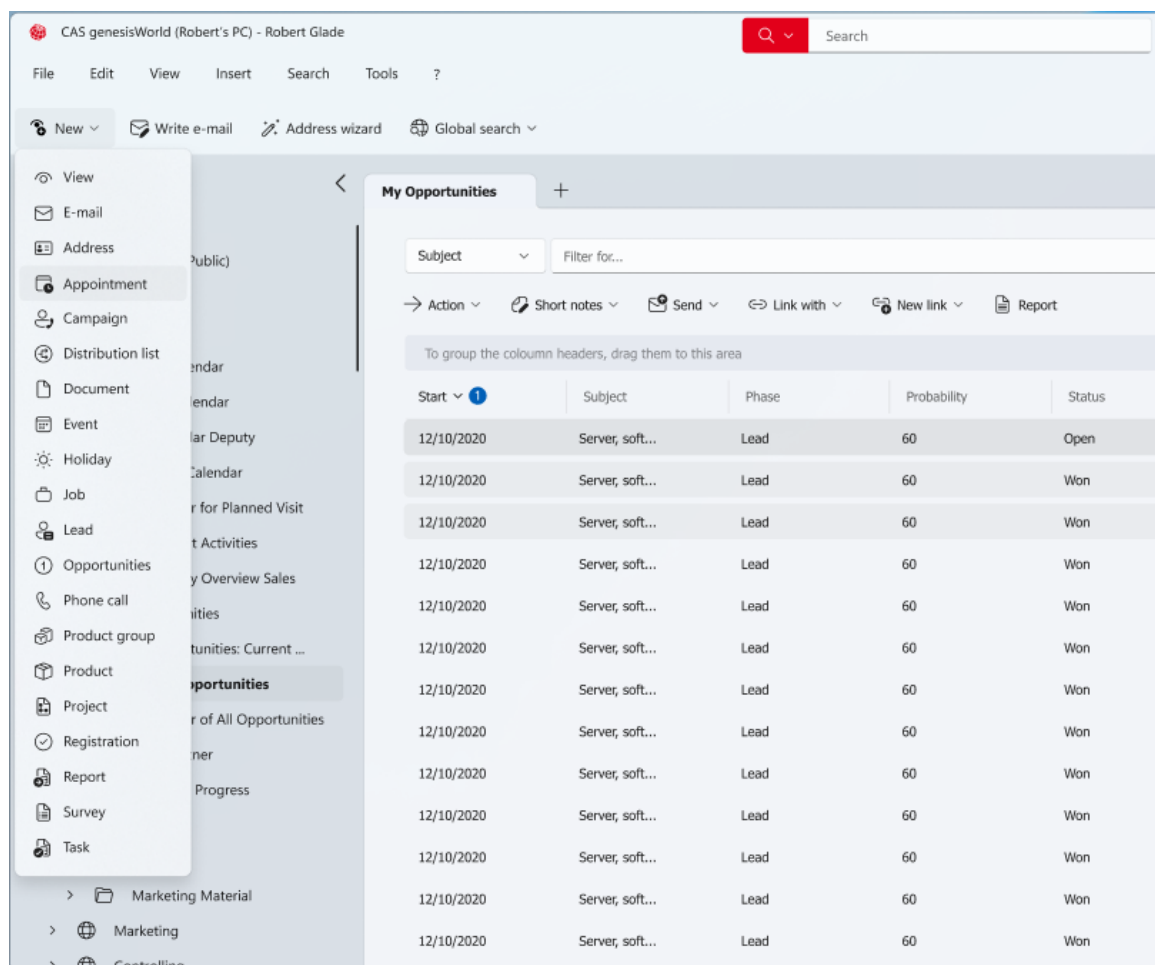 CAS genesisWorld (Robert's PC) - Robert Glade
Search
File Edit View Insert Search Tools ?
New Write e-mail Address wizard Global search
View
E-mail
Address
Appointment
Campaign
Distribution list
Document
Event
Holiday
Job
Lead
Opportunities
Phone call
Product group
Product
Project
Registration
Report
Survey
Task
Public)
endar
lendar
lar Deputy
Calendar
r for Planned Visit
t Activities
y Overview Sales
ities
tunities: Current ...
pportunities
r of All Opportunities
ner
Progress
Marketing Material
Marketing
Controlling
My Opportunities
Subject Filter for...
Action Short notes Send Link with New link Report
To group the coloumn headers, drag them to this area
Start 1 Subject Phase Probability Status
12/10/2020 Server, soft... Lead 60 Open
12/10/2020 Server, soft... Lead 60 Won
12/10/2020 Server, soft... Lead 60 Won
12/10/2020 Server, soft... Lead 60 Won
12/10/2020 Server, soft... Lead 60 Won
12/10/2020 Server, soft... Lead 60 Won
12/10/2020 Server, soft... Lead 60 Won
12/10/2020 Server, soft... Lead 60 Won
12/10/2020 Server, soft... Lead 60 Won
12/10/2020 Server, soft... Lead 60 Won
12/10/2020 Server, soft... Lead 60 Won
12/10/2020 Server, soft... Lead 60 Won
12/10/2020 Server, soft... Lead 60 Won